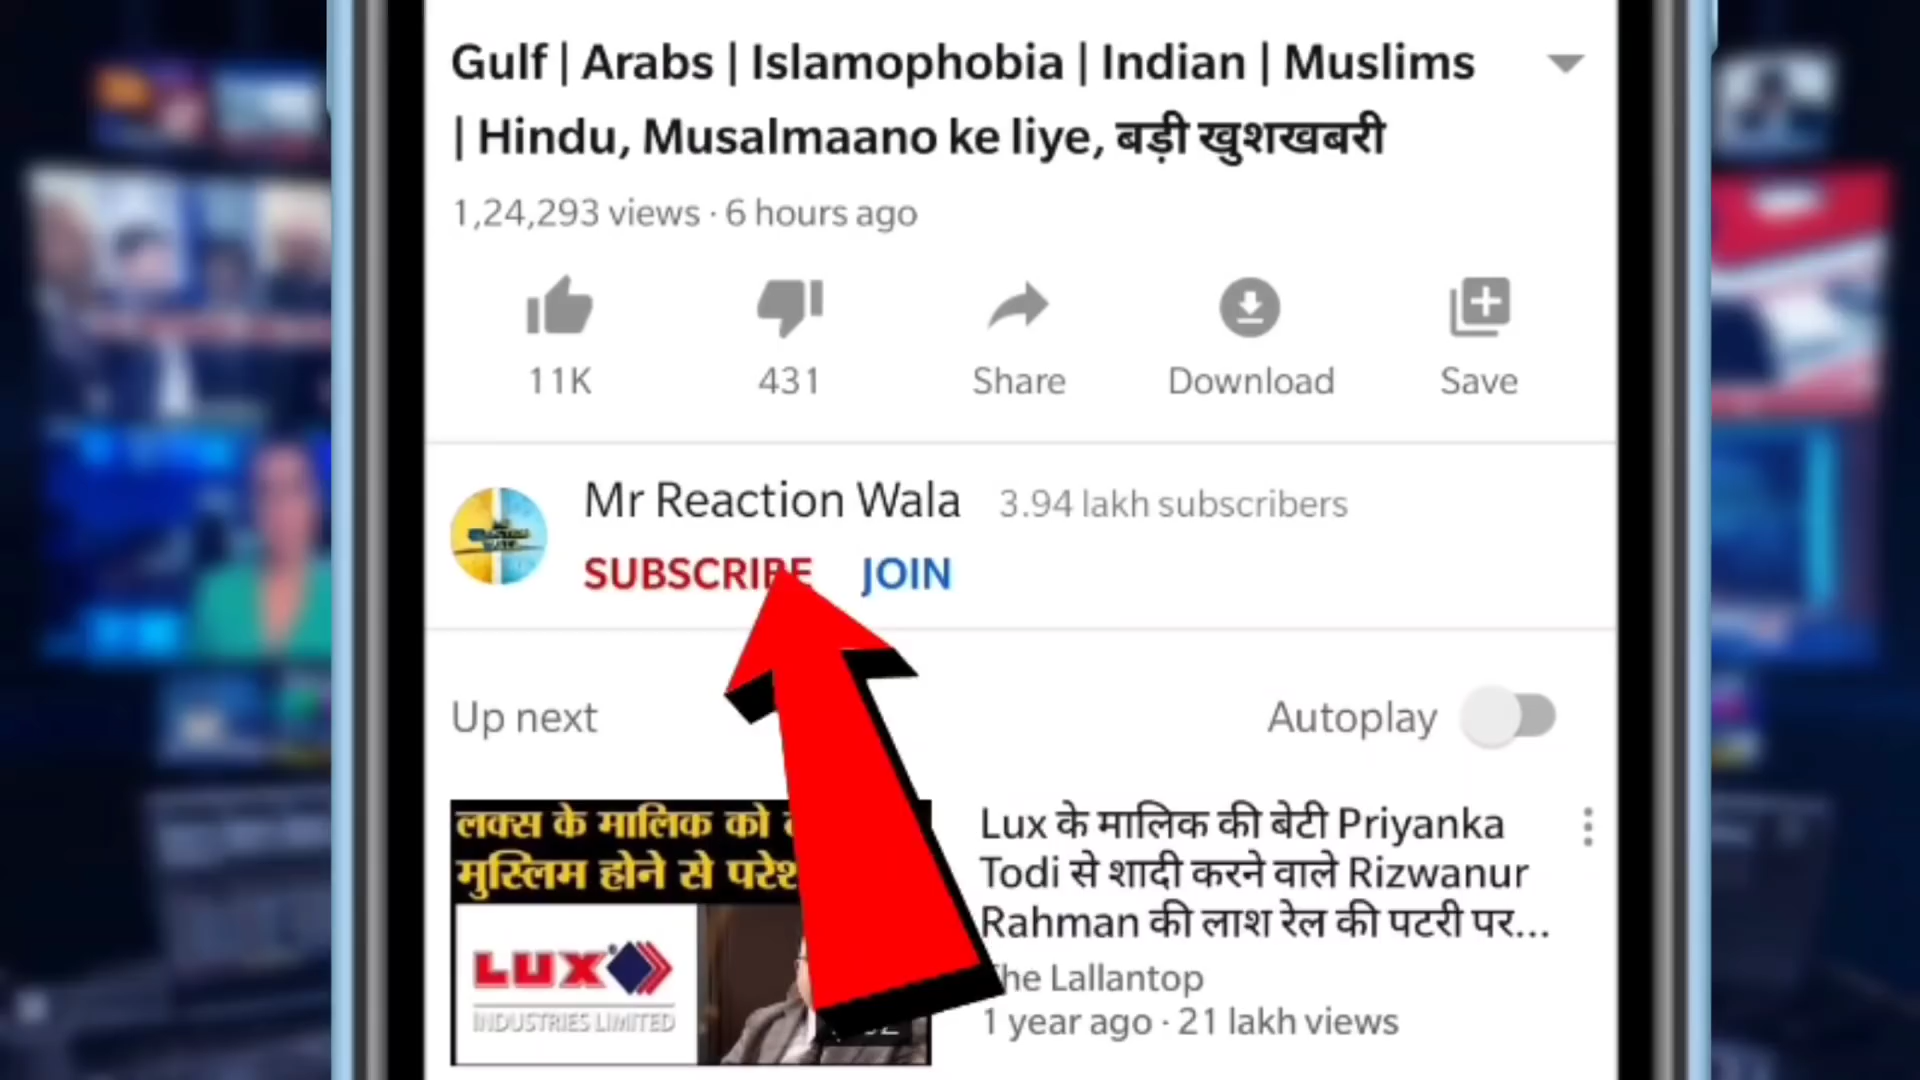 Gulf | Arabs | Islamophobia | Indian | Muslims
| Hindu, Musalmaano ke liye, बड़ी खुशखबरी
1,24,293 views · 6 hours ago
11K 431 Share Download Save
Mr Reaction Wala 3.94 lakh subscribers
SUBSCRIBE JOIN
Up next Autoplay
लक्स के मालिक को
मुस्लिम होने से
LUX
INDUSTRIES LIMITED
Lux के मालिक की बेटी Priyanka
Todi से शादी करने वाले Rizwanur
Rahman की लाश रेल की पटरी पर...
The Lallantop
1 year ago · 21 lakh views